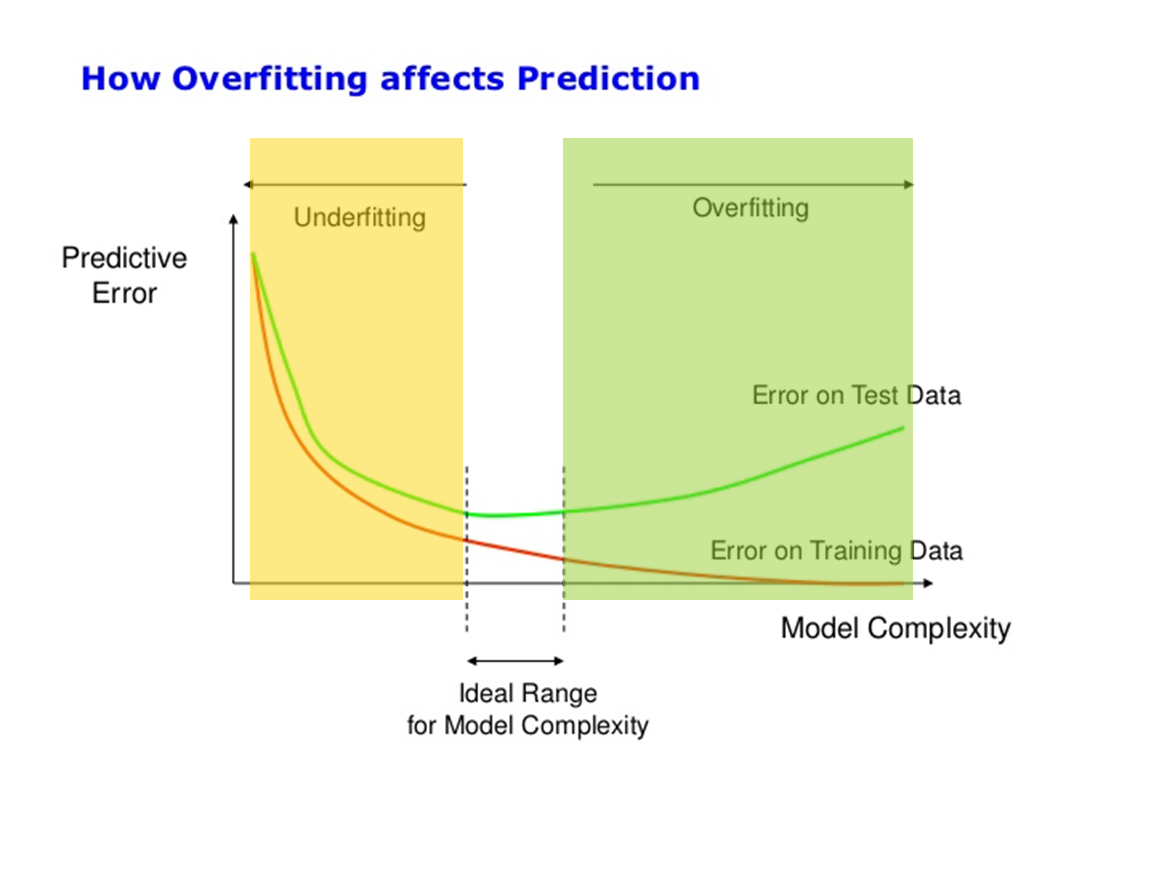 How Overfitting affects Prediction
Underfitting
Overfitting
Predictive
Error
Error on Test Data
Error on Training Data
Model Complexity
Ideal Range
for Model Complexity